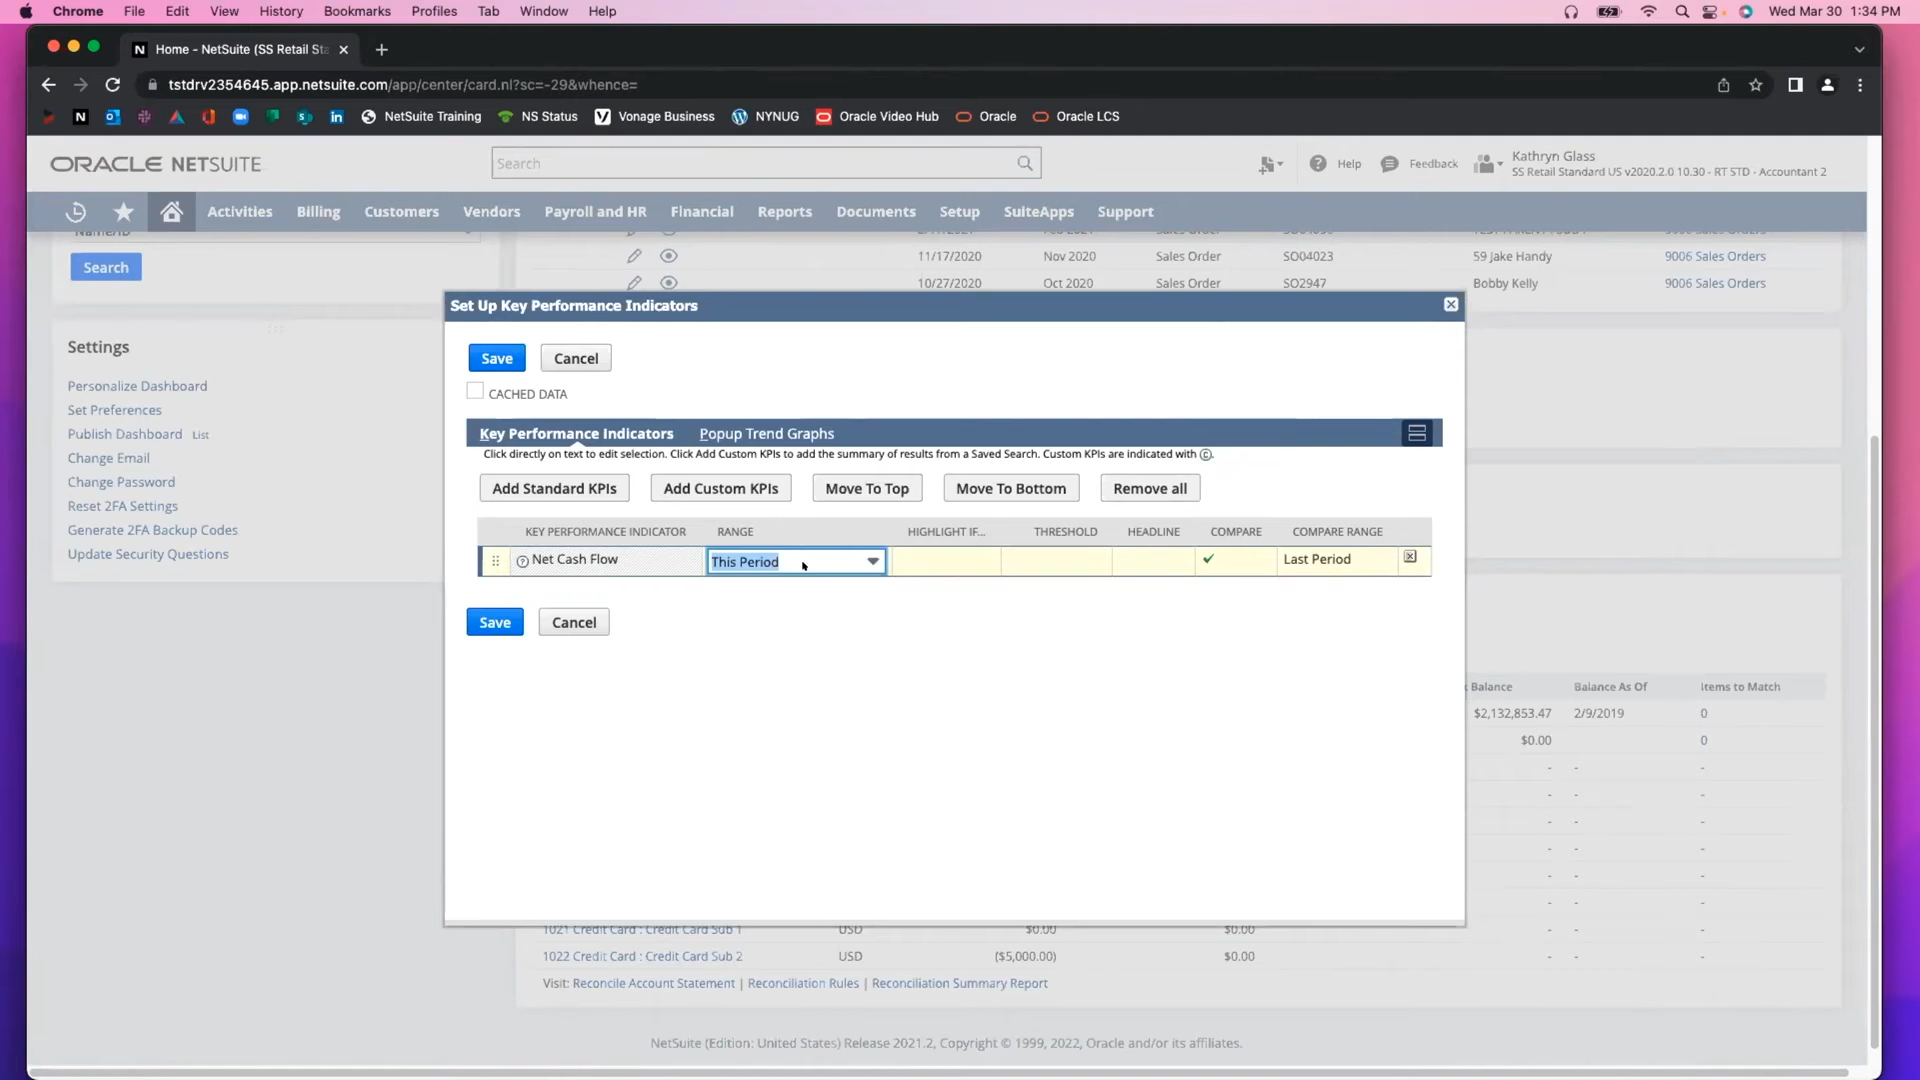 Chrome File Edit View History Bookmarks Profiles Tab Window Help Wed Mar 30 1:34 PM
N Home - NetSuite (SS Retail Sta
tstdrv2354645.app.netsuite.com/app/center/card.nl?sc=-29&whence=
NetSuite Training NS Status Vonage Business NYNUG Oracle Video Hub Oracle Oracle LCS
ORACLE NETSUITE Search Help Feedback Kathryn Glass
SS Retail Standard US v2020.2.0 10.30 - RT STD - Accountant 2
Activities Billing Customers Vendors Payroll and HR Financial Reports Documents Setup SuiteApps Support
Search
11/17/2020 Nov 2020 Sales Order SO04023 59 Jake Handy 9006 Sales Orders
10/27/2020 Oct 2020 Sales Order SO2947 Bobby Kelly 9006 Sales Orders
Set Up Key Performance Indicators
Settings
Save Cancel
Personalize Dashboard
CACHED DATA
Set Preferences
Publish Dashboard List
Key Performance Indicators Popup Trend Graphs
Click directly on text to edit selection. Click Add Custom KPIs to add the summary of results from a Saved Search. Custom KPIs are indicated with ©.
Change Email
Change Password
Add Standard KPIs Add Custom KPIs Move To Top Move To Bottom Remove all
Reset 2FA Settings
Generate 2FA Backup Codes
KEY PERFORMANCE INDICATOR RANGE HIGHLIGHT IF... THRESHOLD HEADLINE COMPARE COMPARE RANGE
Update Security Questions
Net Cash Flow This Period Last Period
Save Cancel
Balance Balance As Of Items to Match
$2,132,853.47 2/9/2019 0
$0.00 0
- - -
- - -
- - -
- - -
- - -
- - -
1021 Credit Card : Credit Card Sub 1 USD $0.00 $0.00 - - -
1022 Credit Card : Credit Card Sub 2 USD ($5,000.00) $0.00 - - -
Visit: Reconcile Account Statement | Reconciliation Rules | Reconciliation Summary Report
NetSuite (Edition: United States) Release 2021.2, Copyright © 1999, 2022, Oracle and/or its affiliates.